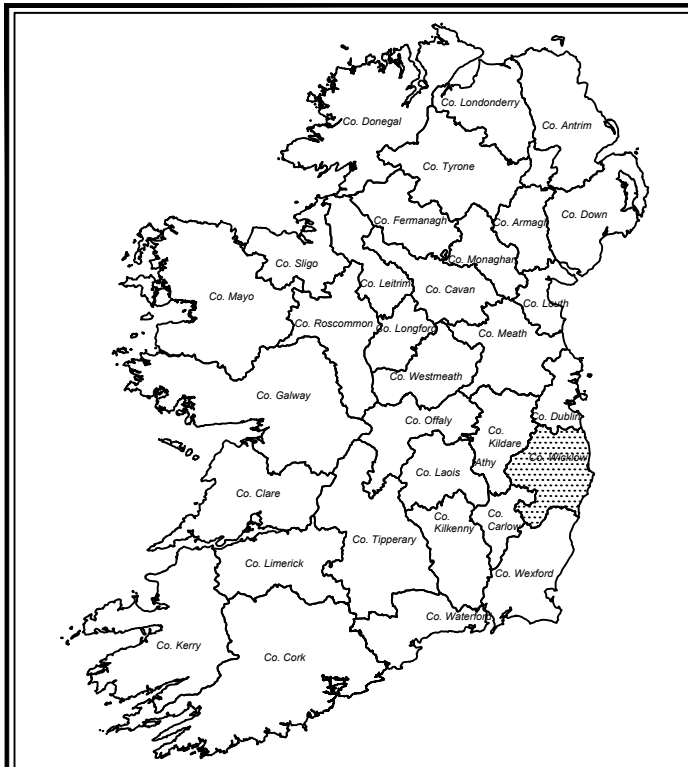 Co. Londonderry
Co. Donegal
Co. Antrim
Co. Tyrone
Co. Fermanagh
Co. Armagh
Co. Down
Co. Monaghan
Co. Sligo
Co. Leitrim
Co. Cavan
Co. Mayo
Co. Louth
Co. Roscommon
Co. Longford
Co. Meath
Co. Westmeath
Co. Galway
Co. Offaly
Co. Dublin
Co.
Kildare
Athy
Co. Wicklow
Co. Laois
Co. Clare
Co.
Kilkenny
Co.
Carlow
Co. Tipperary
Co. Limerick
Co. Wexford
Co. Waterford
Co. Kerry
Co. Cork